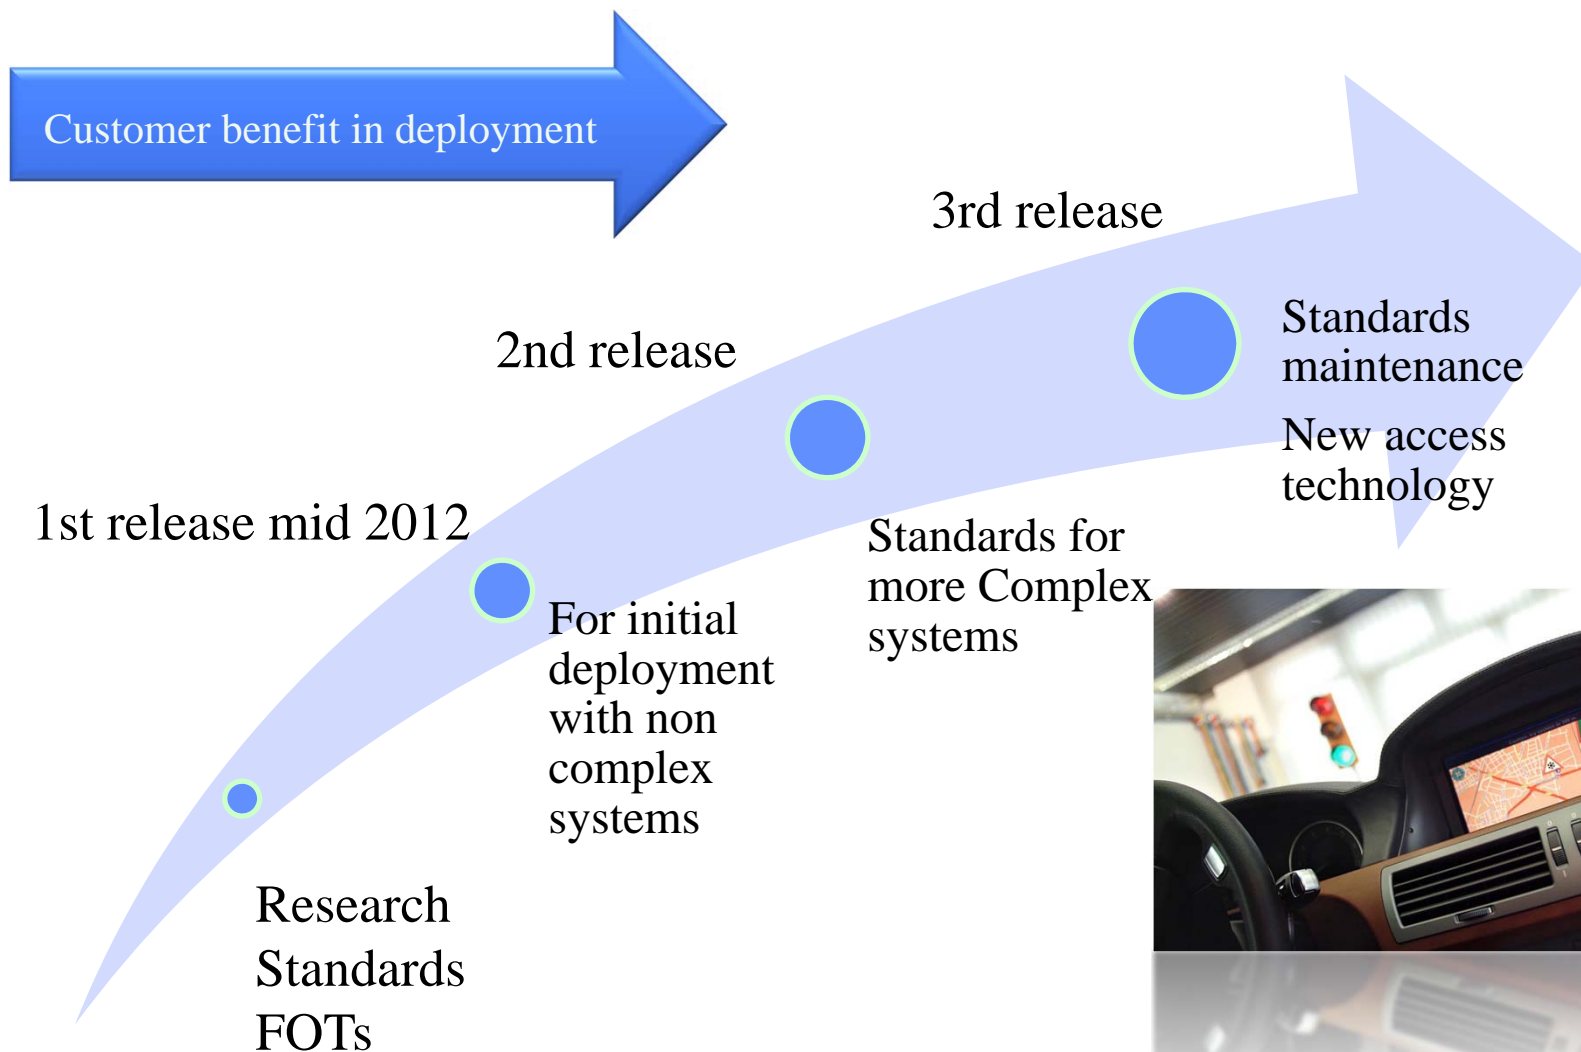 Customer benefit in deployment
3rd release
2nd release
Standards
maintenance
New access
technology
1st release mid 2012
Standards for
more Complex
systems
For initial
deployment
with non
complex
systems
Research
Standards
FOTs